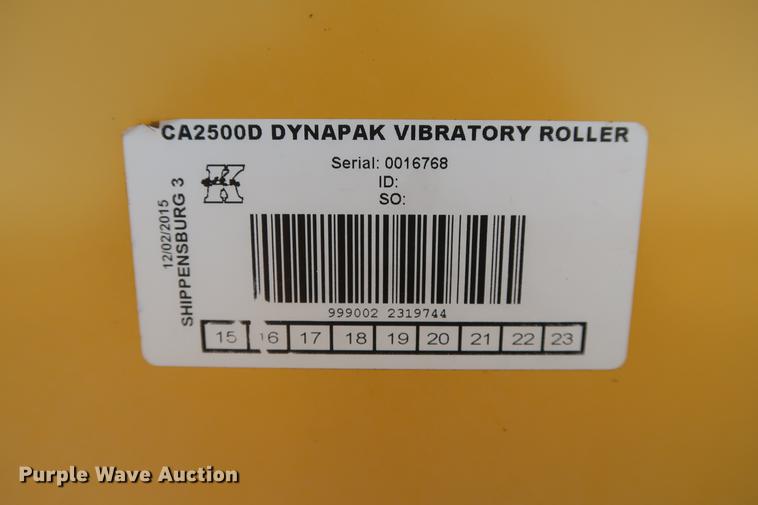 CA2500D DYNAPAK VIBRATORY ROLLER
Serial: 0016768
ID:
SO:
12/02/2015
SHIPPENSBURG 3
K
999002 2319744
15 16 17 18 19 20 21 22 23
Purple Wave Auction